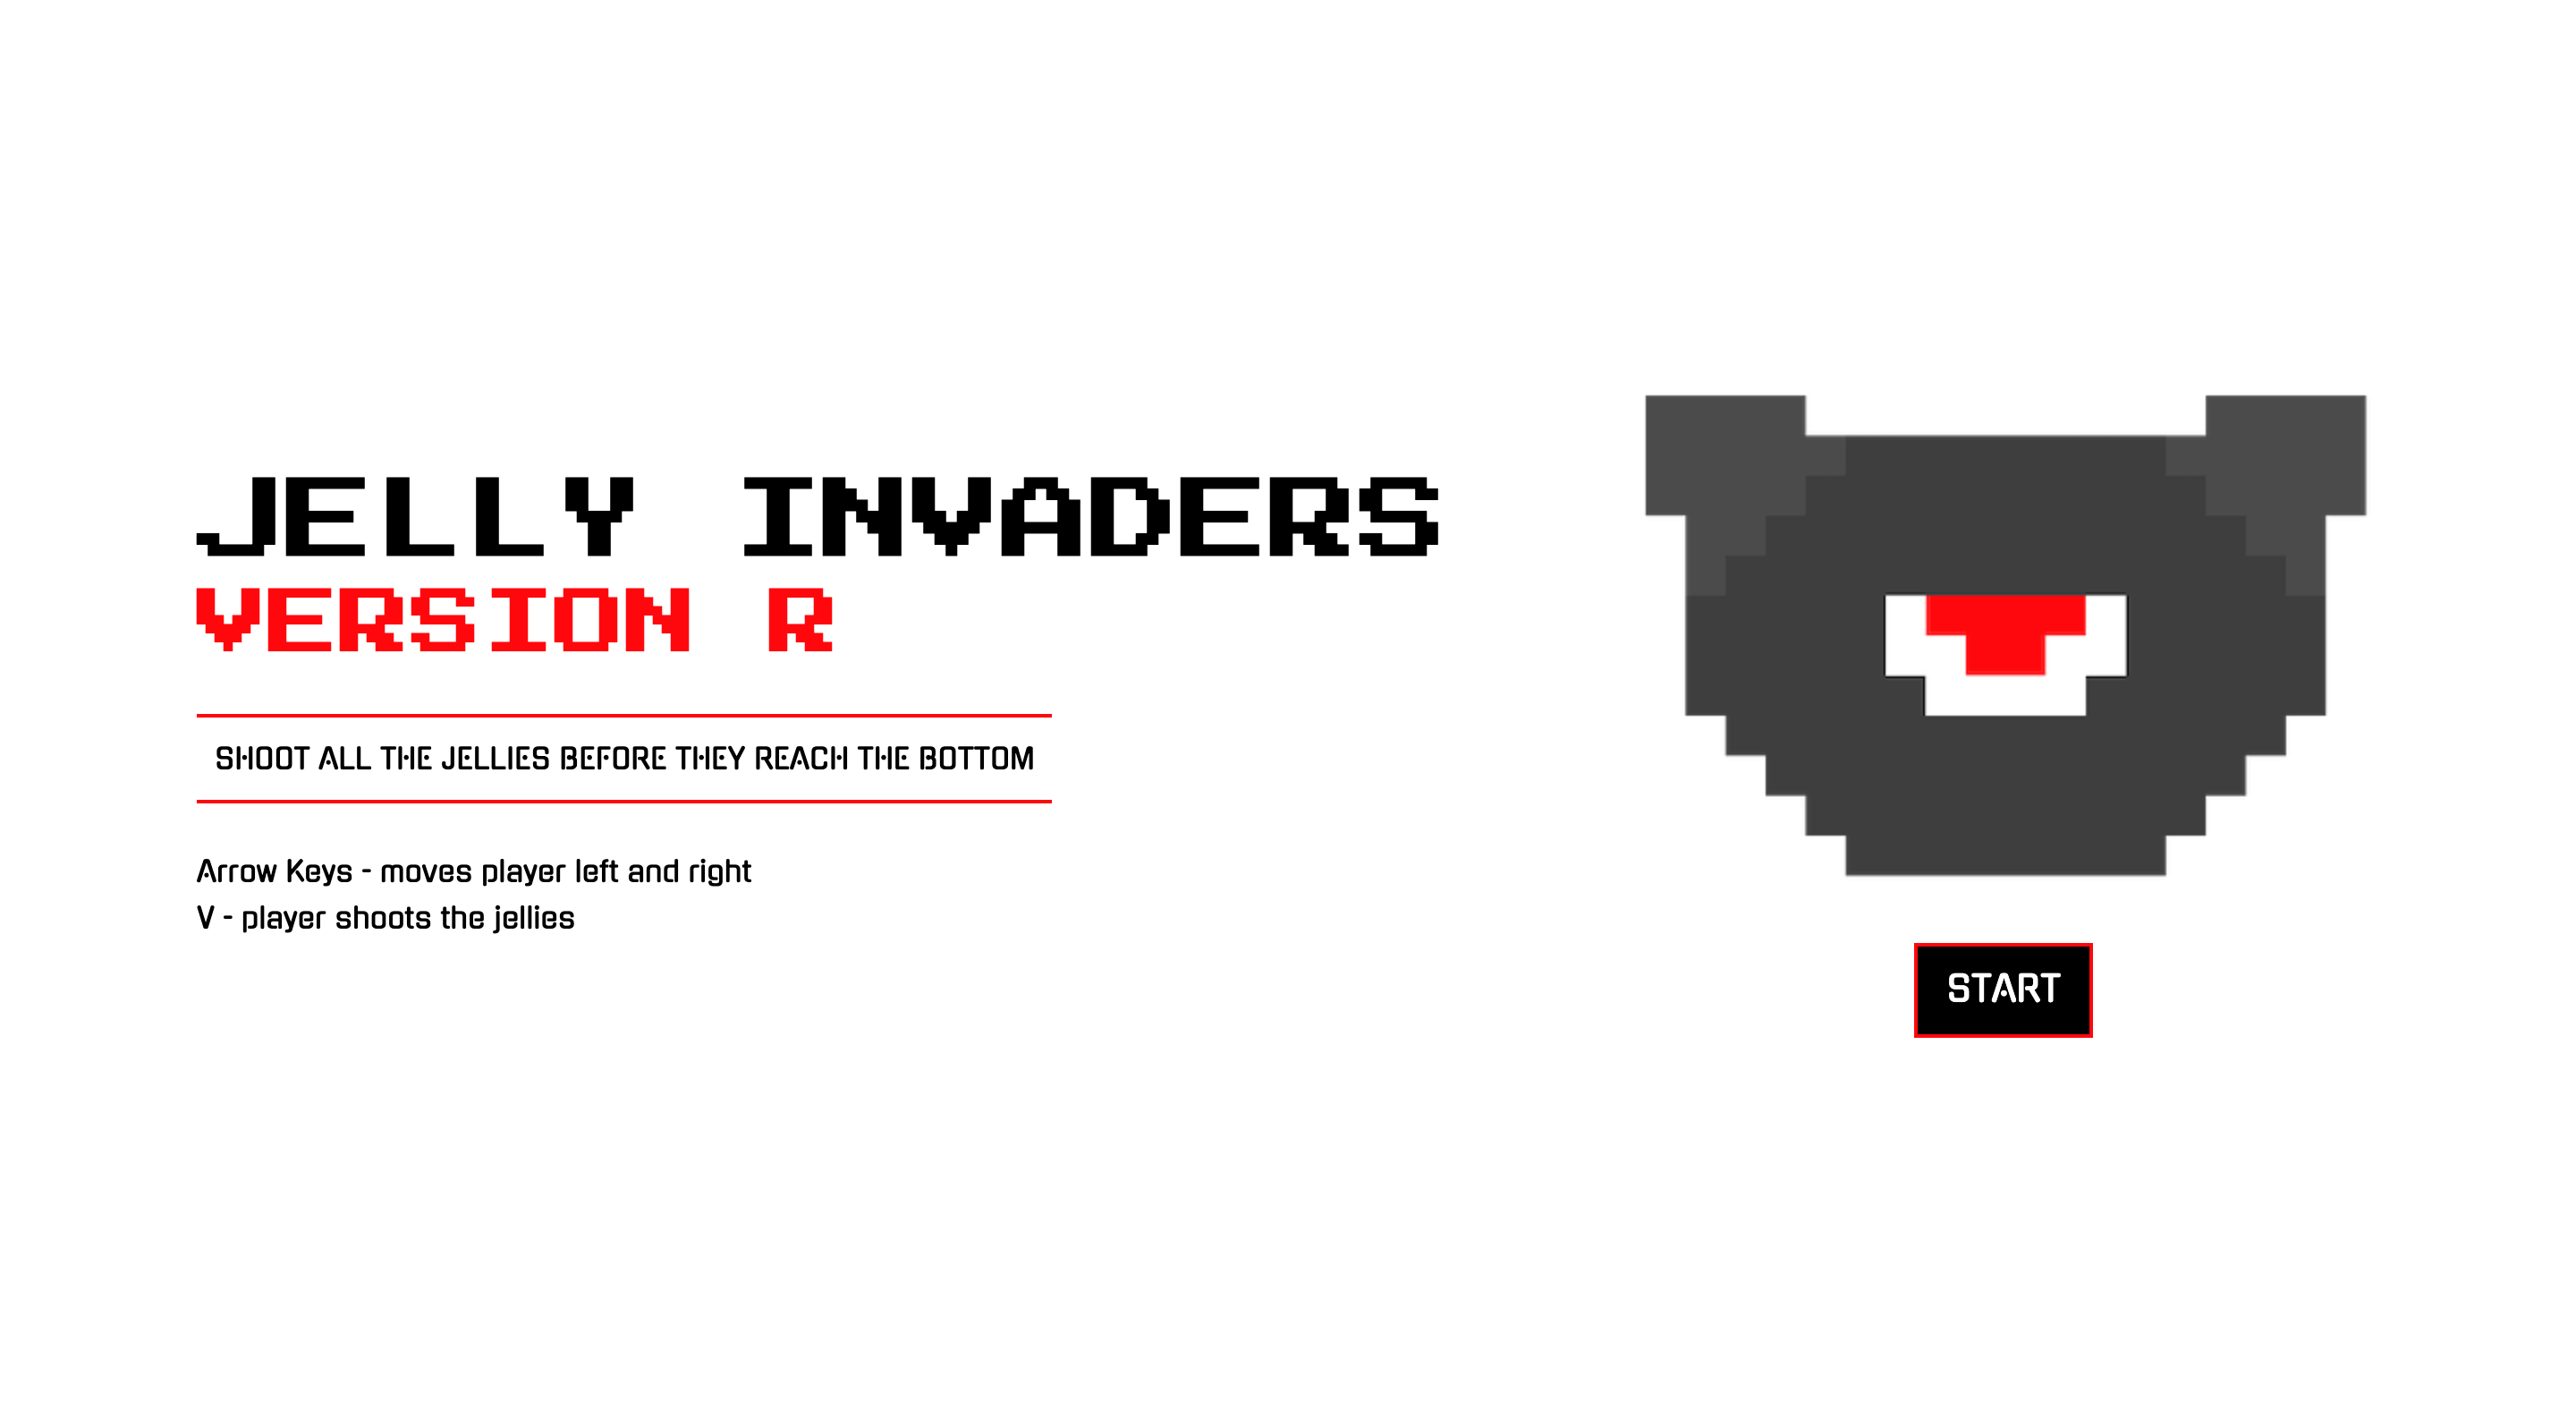 JELLY INVADERS
VERSION R
SHOOT ALL THE JELLIES BEFORE THEY REACH THE BOTTOM
Arrow Keys - moves player left and right
V - player shoots the jellies
START